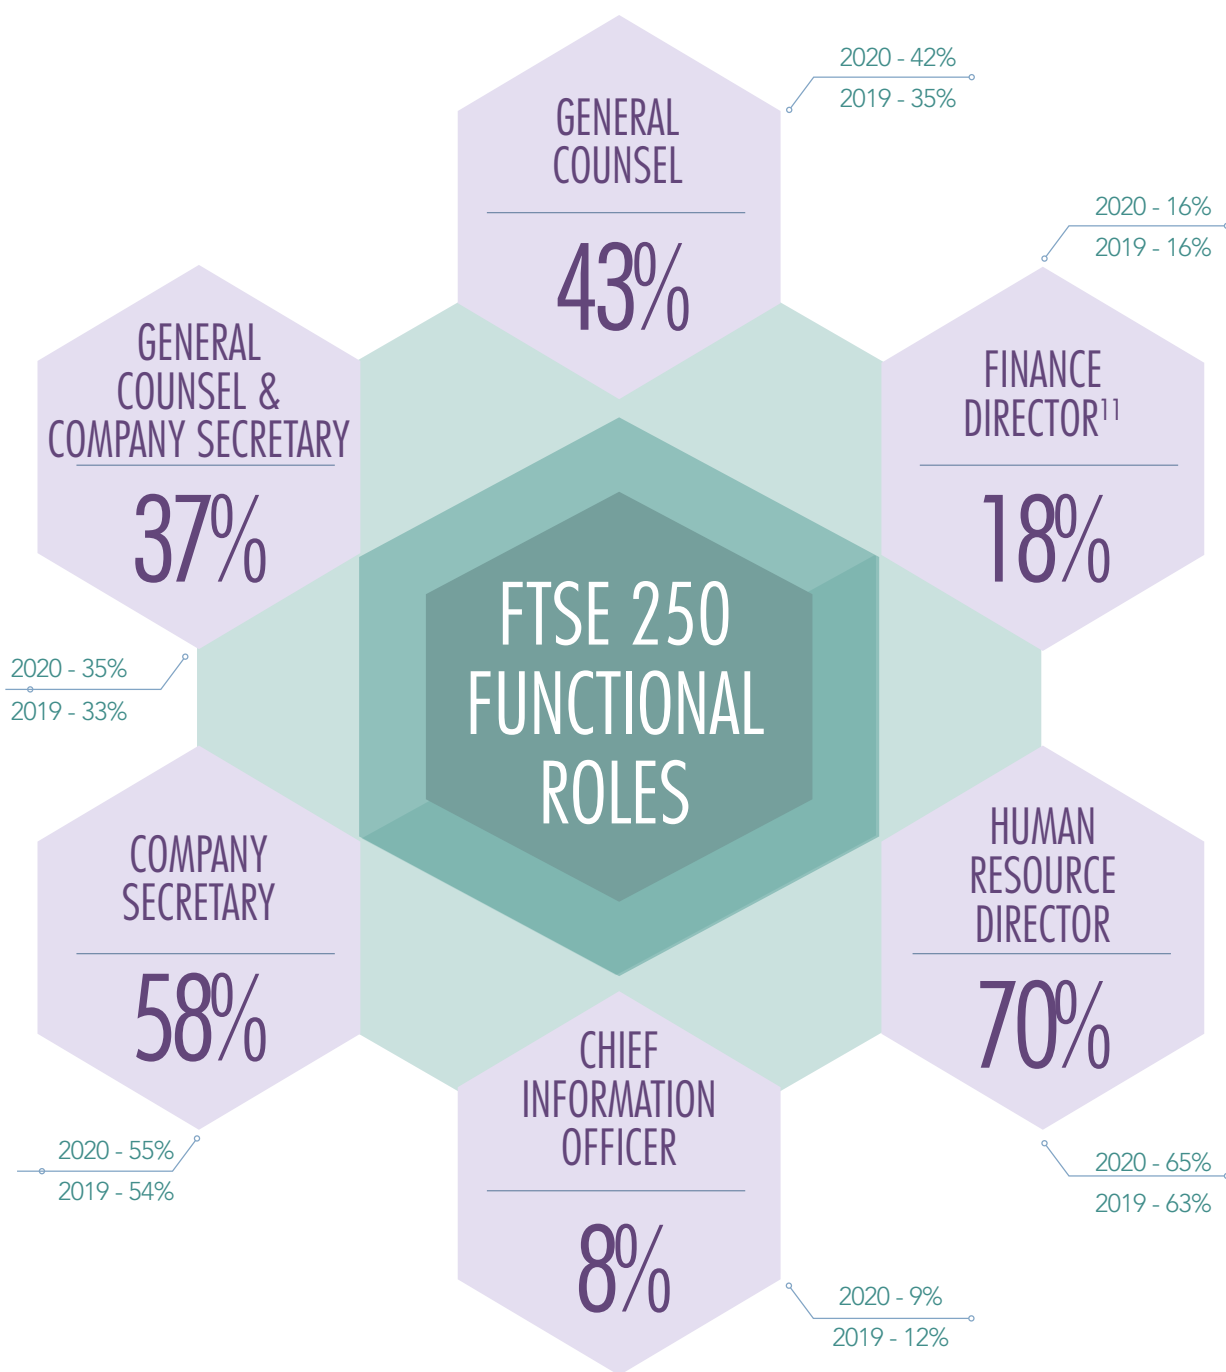 2020 - 42%
2019 - 35%
GENERAL
COUNSEL
43%
2020 - 16%
2019 - 16%
FINANCE
DIRECTOR¹¹
18%
GENERAL
COUNSEL &
COMPANY SECRETARY
37%
2020 - 35%
2019 - 33%
FTSE 250
FUNCTIONAL
ROLES
COMPANY
SECRETARY
58%
2020 - 55%
2019 - 54%
HUMAN
RESOURCE
DIRECTOR
70%
2020 - 65%
2019 - 63%
CHIEF
INFORMATION
OFFICER
8%
2020 - 9%
2019 - 12%